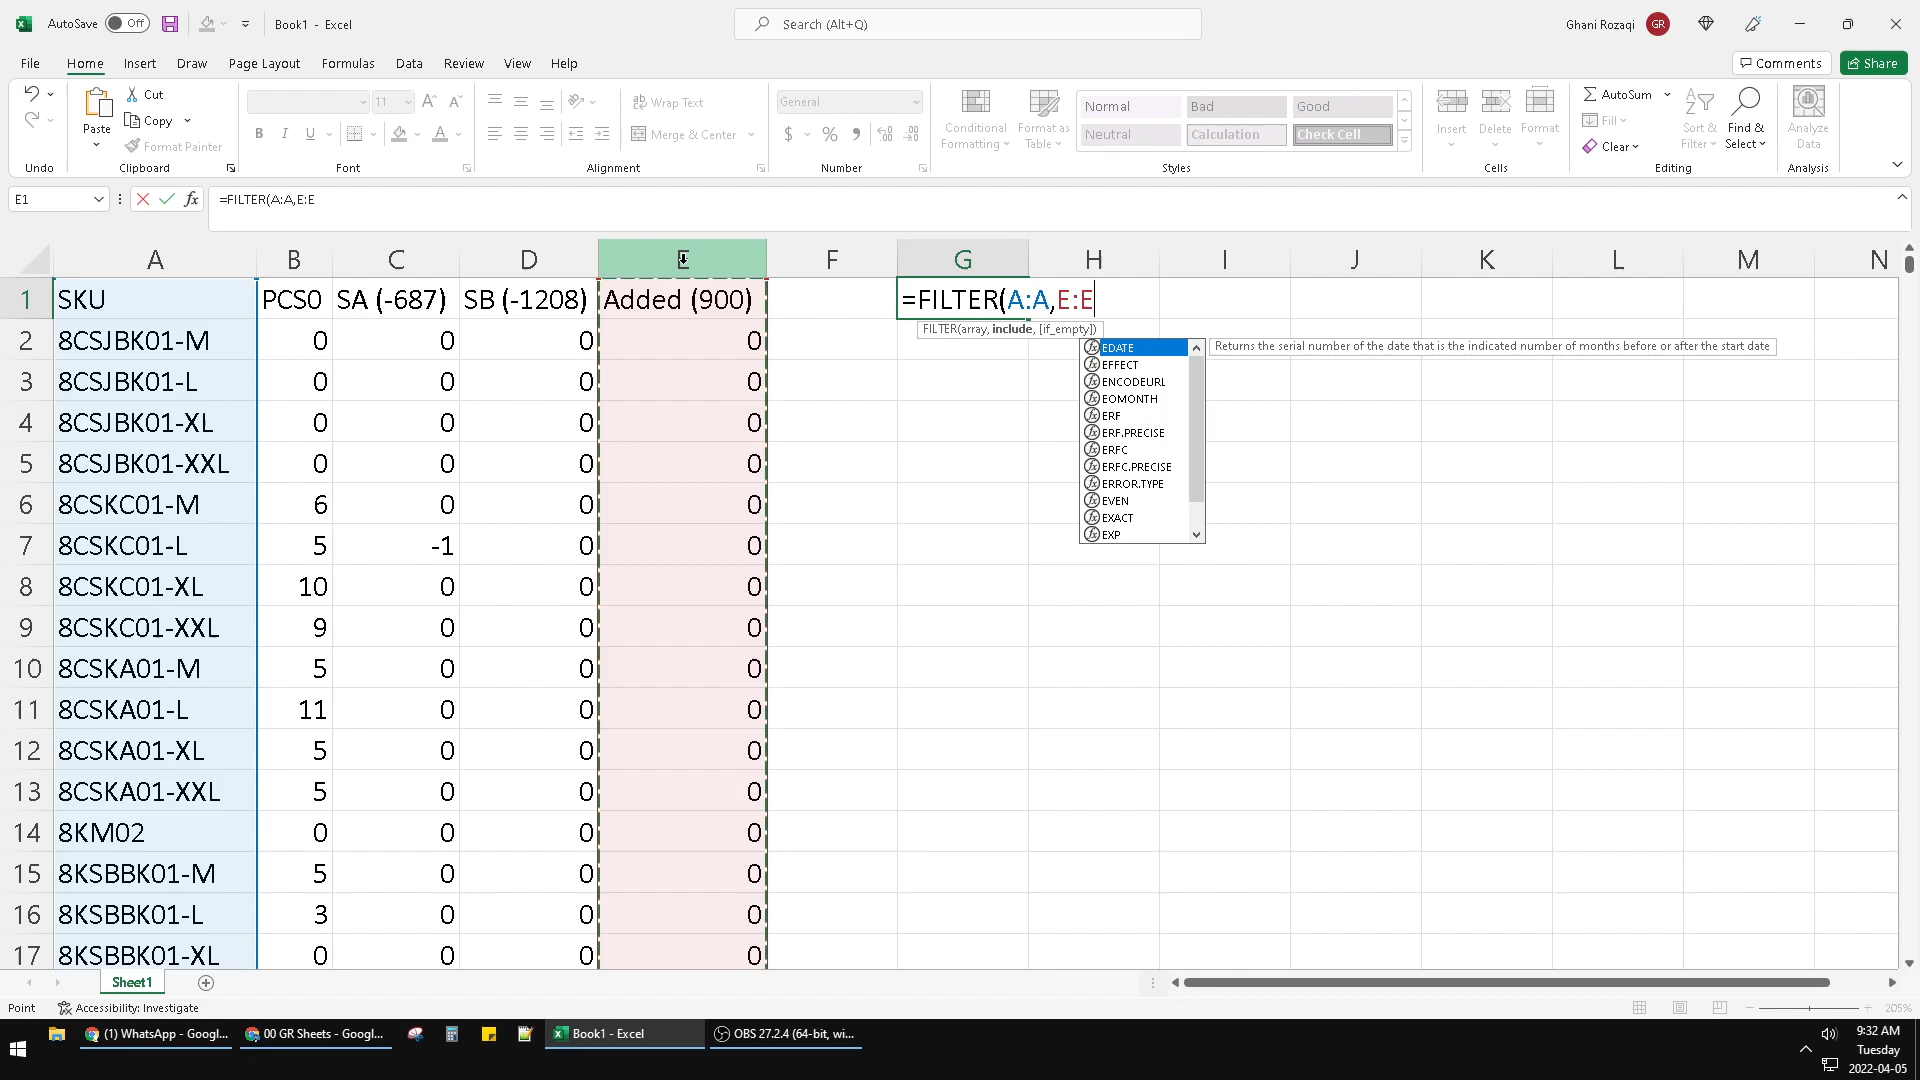 AutoSave Off Book1 - Excel Search (Alt+Q) Ghani Rozaqi GR
File Home Insert Draw Page Layout Formulas Data Review View Help Comments Share
Cut
Copy
Format Painter
Paste
11
Wrap Text
Merge & Center
General
Conditional Formatting
Format as Table
Normal Bad Good
Neutral Calculation Check Cell
Insert Delete Format
AutoSum
Fill
Clear
Sort & Filter
Find & Select
Analyze Data
Undo Clipboard Font Alignment Number Styles Cells Editing Analysis
E1 fx =FILTER(A:A,E:E
A B C D E F G H I J K L M N
1 SKU PCS0 SA (-687) SB (-1208) Added (900) =FILTER(A:A,E:E
FILTER(array, include, [if_empty])
EDATE Returns the serial number of the date that is the indicated number of months before or after the start date
EFFECT
ENCODEURL
EOMONTH
ERF
ERF.PRECISE
ERFC
ERFC.PRECISE
ERROR.TYPE
EVEN
EXACT
EXP
2 8CSJBK01-M 0 0 0 0
3 8CSJBK01-L 0 0 0 0
4 8CSJBK01-XL 0 0 0 0
5 8CSJBK01-XXL 0 0 0 0
6 8CSKC01-M 6 0 0 0
7 8CSKC01-L 5 -1 0 0
8 8CSKC01-XL 10 0 0 0
9 8CSKC01-XXL 9 0 0 0
10 8CSKA01-M 5 0 0 0
11 8CSKA01-L 11 0 0 0
12 8CSKA01-XL 5 0 0 0
13 8CSKA01-XXL 5 0 0 0
14 8KM02 0 0 0 0
15 8KSBBK01-M 5 0 0 0
16 8KSBBK01-L 3 0 0 0
17 8KSBBK01-XL 0 0 0 0
Sheet1
Point Accessibility: Investigate 205%
(1) WhatsApp - Googl... 00 GR Sheets - Googl... Book1 - Excel OBS 27.2.4 (64-bit, wi...
9:32 AM
Tuesday
2022-04-05